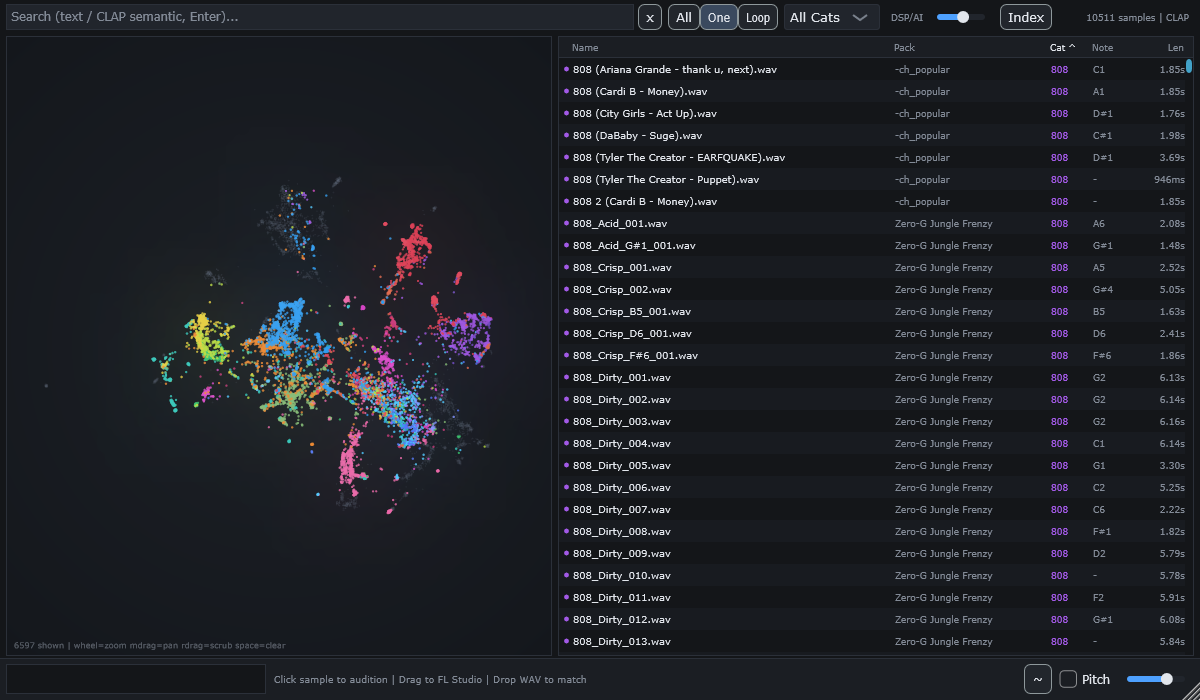 Search (text / CLAP semantic, Enter)... x All One Loop All Cats DSP/AI Index 10511 samples | CLAP
Name Pack Cat ^ Note Len
808 (Ariana Grande - thank u, next).wav -ch_popular 808 C1 1.85s
808 (Cardi B - Money).wav -ch_popular 808 A1 1.85s
808 (City Girls - Act Up).wav -ch_popular 808 D#1 1.76s
808 (DaBaby - Suge).wav -ch_popular 808 C#1 1.98s
808 (Tyler The Creator - EARFQUAKE).wav -ch_popular 808 D#1 3.69s
808 (Tyler The Creator - Puppet).wav -ch_popular 808 - 946ms
808 2 (Cardi B - Money).wav -ch_popular 808 - 1.85s
808_Acid_001.wav Zero-G Jungle Frenzy 808 A6 2.08s
808_Acid_G#1_001.wav Zero-G Jungle Frenzy 808 G#1 1.48s
808_Crisp_001.wav Zero-G Jungle Frenzy 808 A5 2.52s
808_Crisp_002.wav Zero-G Jungle Frenzy 808 G#4 5.05s
808_Crisp_B5_001.wav Zero-G Jungle Frenzy 808 B5 1.63s
808_Crisp_D6_001.wav Zero-G Jungle Frenzy 808 D6 2.41s
808_Crisp_F#6_001.wav Zero-G Jungle Frenzy 808 F#6 1.86s
808_Dirty_001.wav Zero-G Jungle Frenzy 808 G2 6.13s
808_Dirty_002.wav Zero-G Jungle Frenzy 808 G2 6.14s
808_Dirty_003.wav Zero-G Jungle Frenzy 808 G2 6.16s
808_Dirty_004.wav Zero-G Jungle Frenzy 808 C1 6.14s
808_Dirty_005.wav Zero-G Jungle Frenzy 808 G1 3.30s
808_Dirty_006.wav Zero-G Jungle Frenzy 808 C2 5.25s
808_Dirty_007.wav Zero-G Jungle Frenzy 808 C6 2.22s
808_Dirty_008.wav Zero-G Jungle Frenzy 808 F#1 1.82s
808_Dirty_009.wav Zero-G Jungle Frenzy 808 D2 5.79s
808_Dirty_010.wav Zero-G Jungle Frenzy 808 - 5.78s
808_Dirty_011.wav Zero-G Jungle Frenzy 808 F2 5.91s
808_Dirty_012.wav Zero-G Jungle Frenzy 808 G#1 6.08s
808_Dirty_013.wav Zero-G Jungle Frenzy 808 - 5.84s
6597 shown | wheel=zoom mdrag=pan rdrag=scrub space=clear
Click sample to audition | Drag to FL Studio | Drop WAV to match ~ Pitch